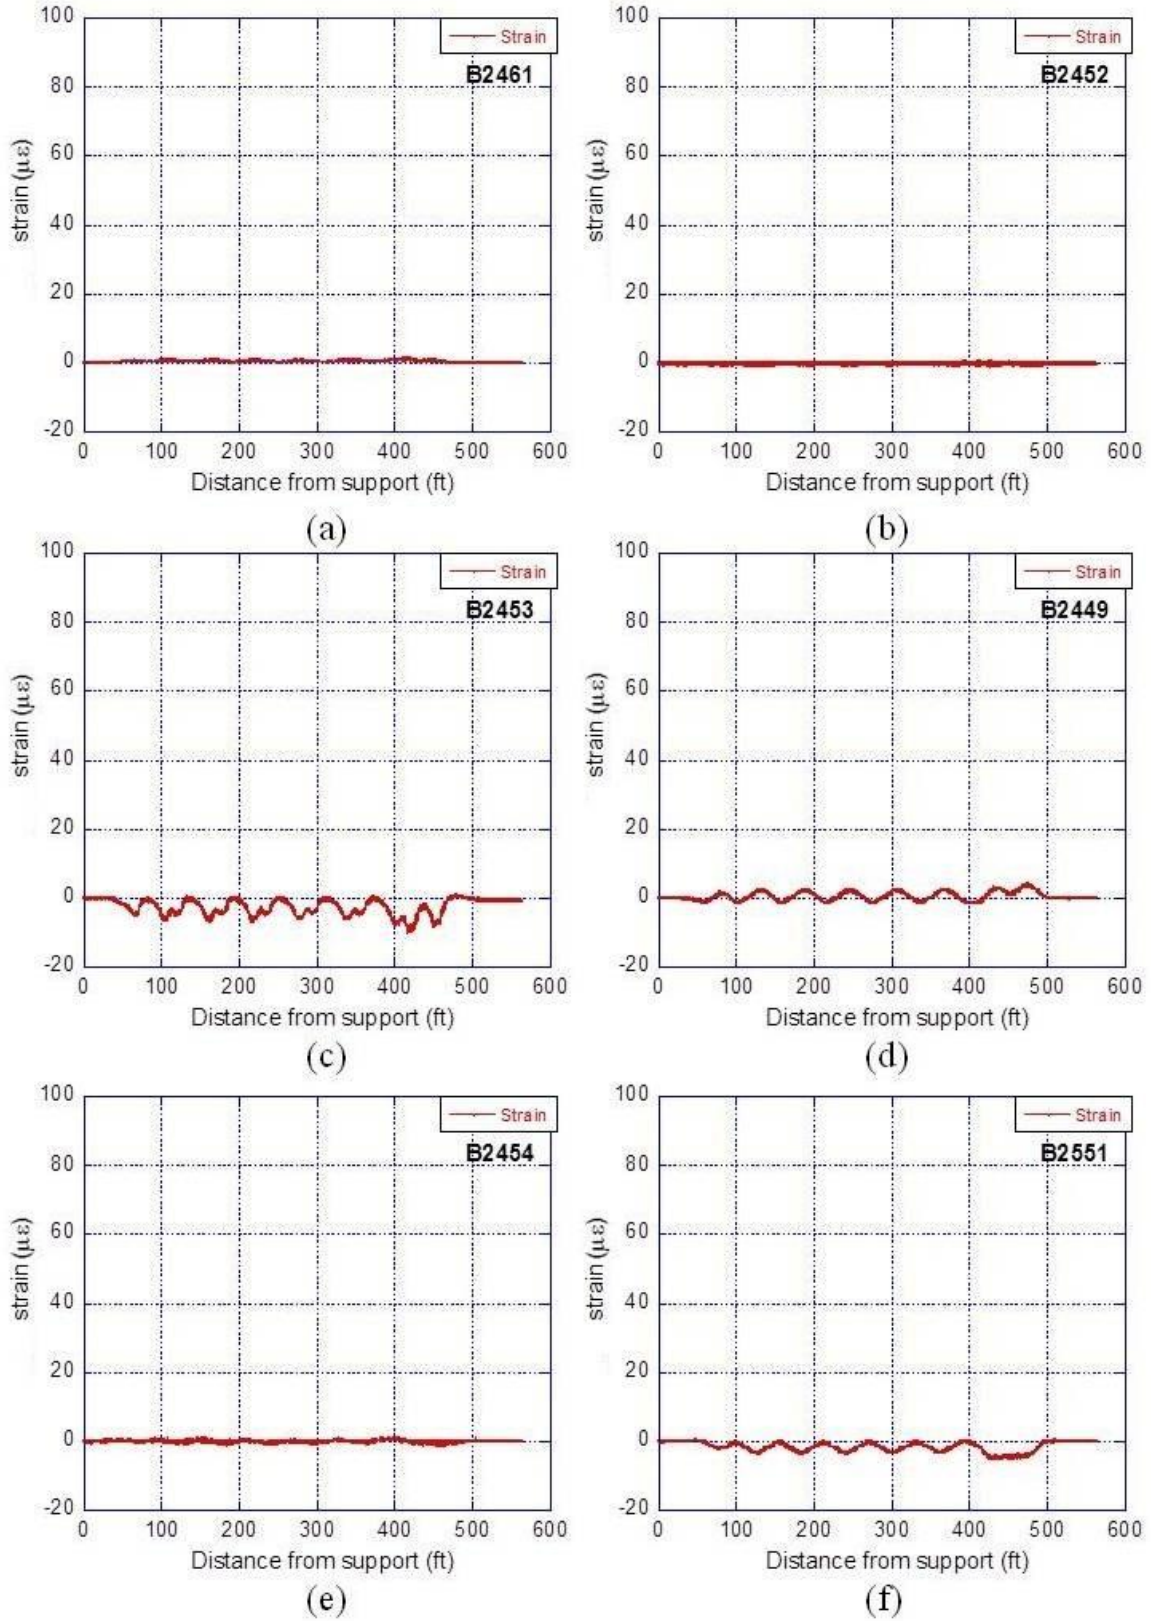 100
80
60
40
20
0
-20
strain (με)
Strain
B2461
0 100 200 300 400 500 600
Distance from support (ft)
(a)
100
80
60
40
20
0
-20
strain (με)
Strain
B2452
0 100 200 300 400 500 600
Distance from support (ft)
(b)
100
80
60
40
20
0
-20
strain (με)
Strain
B2453
0 100 200 300 400 500 600
Distance from support (ft)
(c)
100
80
60
40
20
0
-20
strain (με)
Strain
B2449
0 100 200 300 400 500 600
Distance from support (ft)
(d)
100
80
60
40
20
0
-20
strain (με)
Strain
B2454
0 100 200 300 400 500 600
Distance from support (ft)
(e)
100
80
60
40
20
0
-20
strain (με)
Strain
B2551
0 100 200 300 400 500 600
Distance from support (ft)
(f)